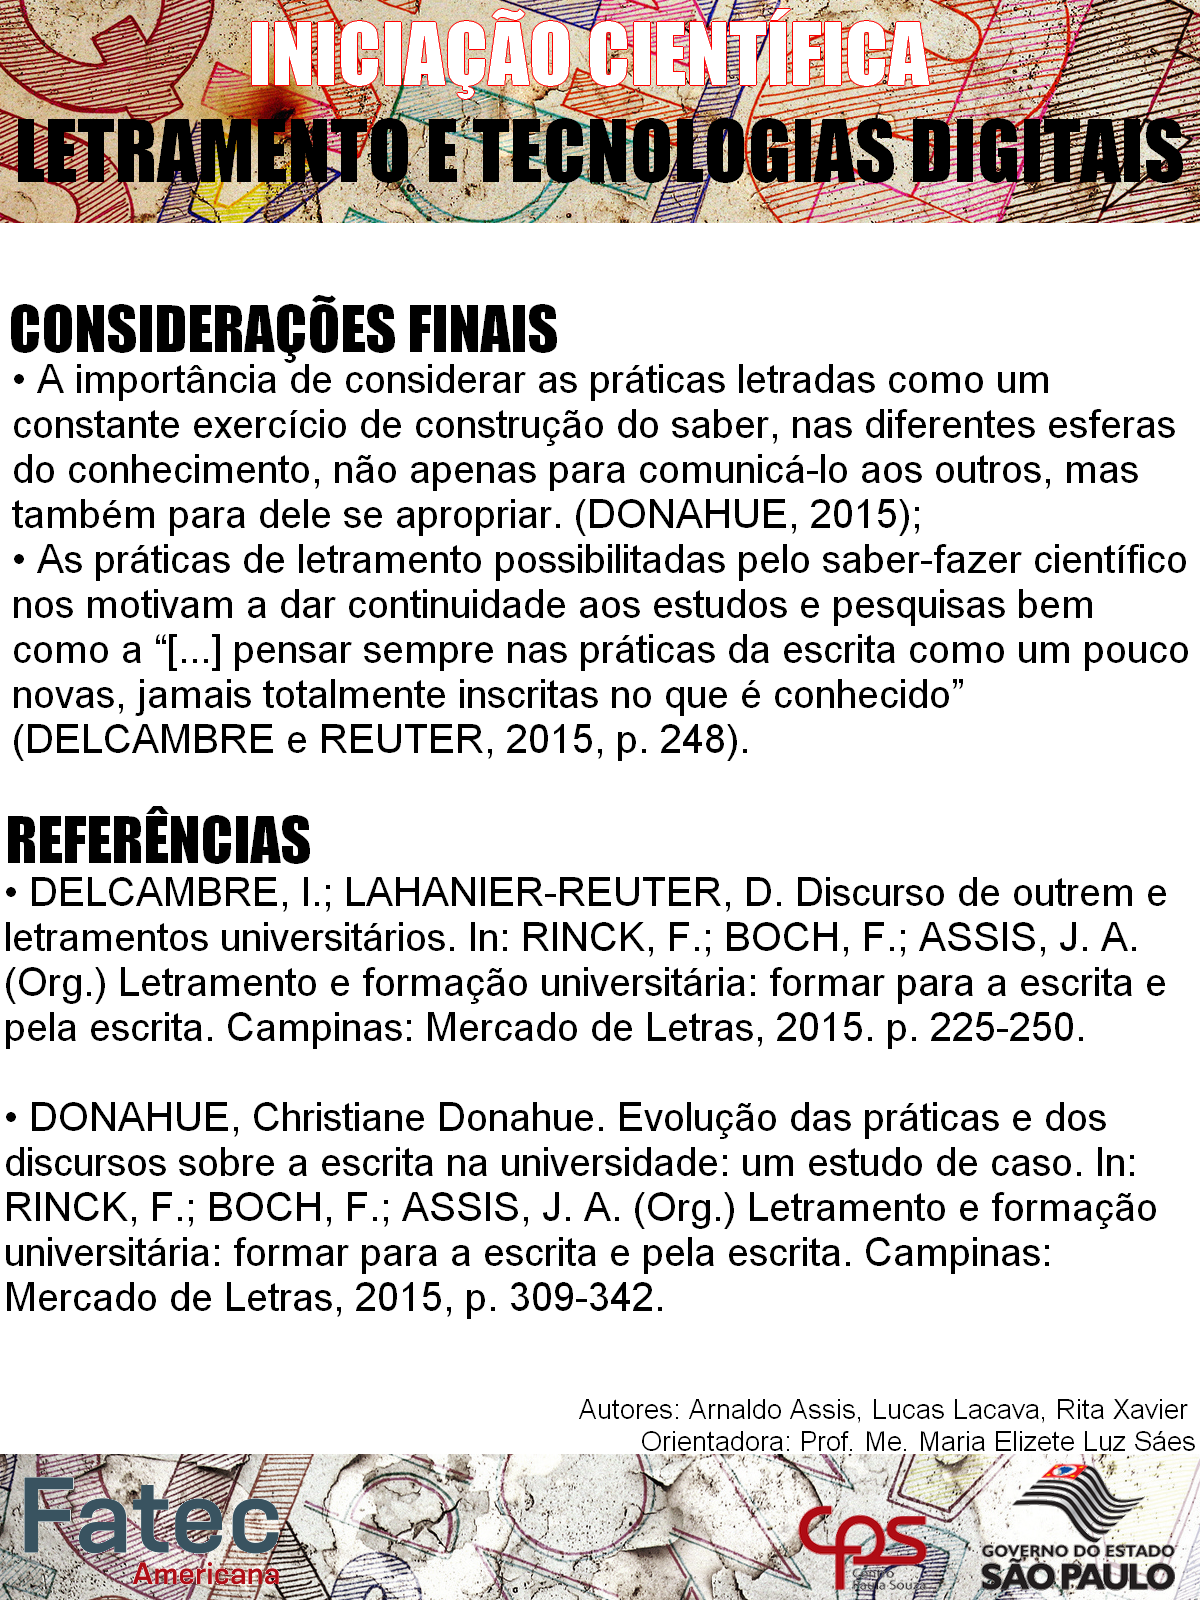 INICIAÇÃO CIENTÍFICA
LETRAMENTO E TECNOLOGIAS DIGITAIS
CONSIDERAÇÕES FINAIS
• A importância de considerar as práticas letradas como um
constante exercício de construção do saber, nas diferentes esferas
do conhecimento, não apenas para comunicá-lo aos outros, mas
também para dele se apropriar. (DONAHUE, 2015);
• As práticas de letramento possibilitadas pelo saber-fazer científico
nos motivam a dar continuidade aos estudos e pesquisas bem
como a “[...] pensar sempre nas práticas da escrita como um pouco
novas, jamais totalmente inscritas no que é conhecido”
(DELCAMBRE e REUTER, 2015, p. 248).
REFERÊNCIAS
• DELCAMBRE, I.; LAHANIER-REUTER, D. Discurso de outrem e
letramentos universitários. In: RINCK, F.; BOCH, F.; ASSIS, J. A.
(Org.) Letramento e formação universitária: formar para a escrita e
pela escrita. Campinas: Mercado de Letras, 2015. p. 225-250.
• DONAHUE, Christiane Donahue. Evolução das práticas e dos
discursos sobre a escrita na universidade: um estudo de caso. In:
RINCK, F.; BOCH, F.; ASSIS, J. A. (Org.) Letramento e formação
universitária: formar para a escrita e pela escrita. Campinas:
Mercado de Letras, 2015, p. 309-342.
Autores: Arnaldo Assis, Lucas Lacava, Rita Xavier
Orientadora: Prof. Me. Maria Elizete Luz Sáes
Fatec
Americana
cps
Centro
Paula Souza
GOVERNO DO ESTADO
SÃO PAULO